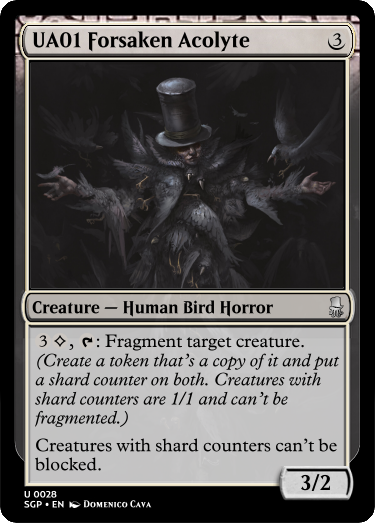 UA01 Forsaken Acolyte 3
Creature — Human Bird Horror
3 , : Fragment target creature.
(Create a token that's a copy of it and put
a shard counter on both. Creatures with
shard counters are 1/1 and can't be
fragmented.)
Creatures with shard counters can't be
blocked.
3/2
U 0028
SGP • EN Domenico Cava